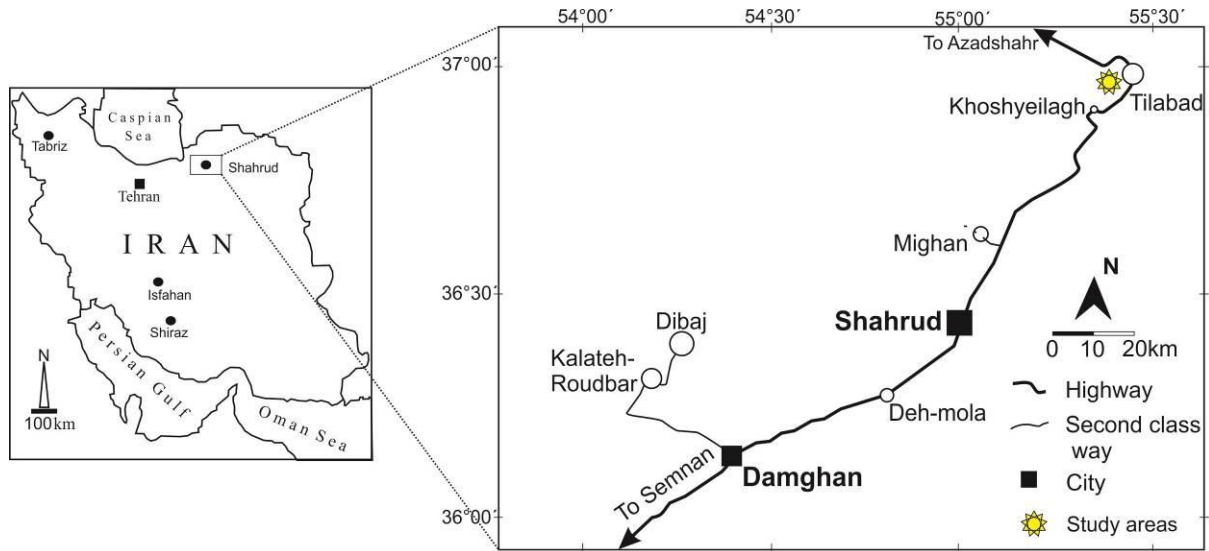 Caspian
Sea
Tabriz
Shahrud
Tehran
I R A N
Isfahan
Shiraz
Persian Gulf
Oman Sea
N
100km
54°00′
54°30′
55°00′
55°30′
37°00′
36°30′
36°00′
To Azadshahr
Tilabad
Khoshyeilagh
Mighan
N
Shahrud
0 10 20km
Dibaj
Kalateh-
Roudbar
Deh-mola
To Semnan
Damghan
Highway
Second class
way
City
Study areas